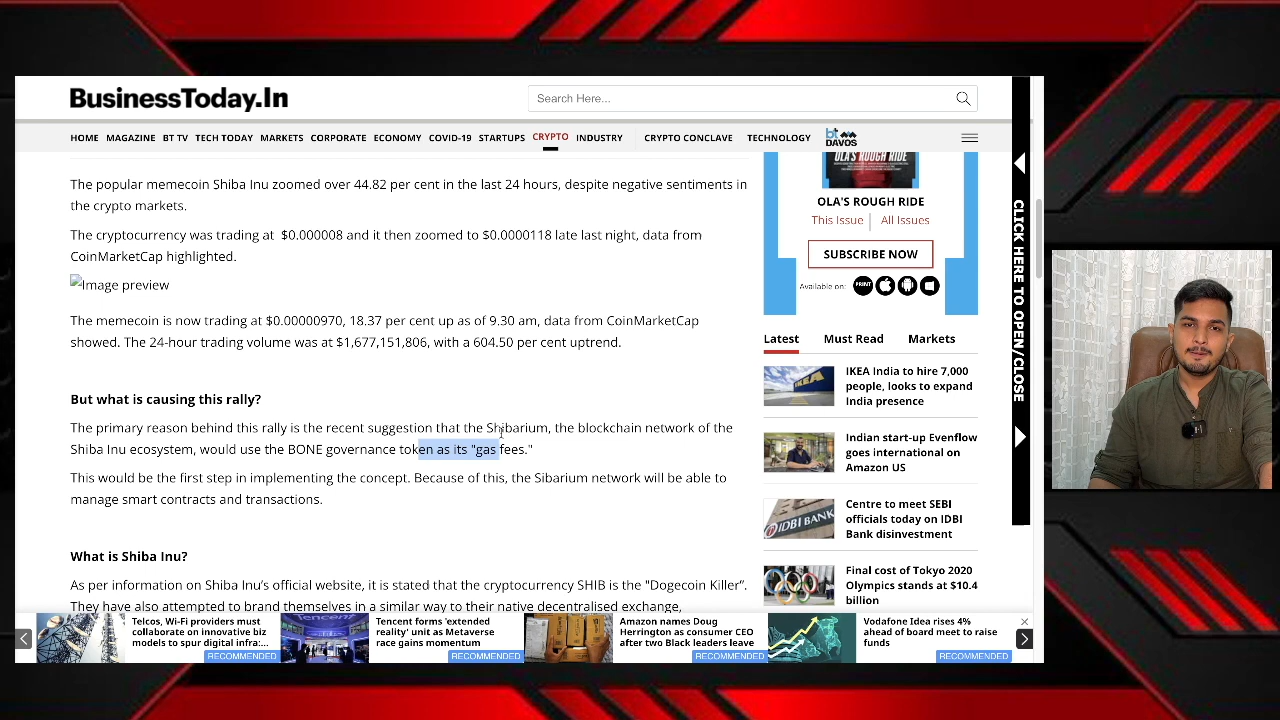 BusinessToday.In
Search Here...
HOME MAGAZINE BT TV TECH TODAY MARKETS CORPORATE ECONOMY COVID-19 STARTUPS CRYPTO INDUSTRY CRYPTO CONCLAVE TECHNOLOGY bt DAVOS
The popular memecoin Shiba Inu zoomed over 44.82 per cent in the last 24 hours, despite negative sentiments in
the crypto markets.
The cryptocurrency was trading at $0.000008 and it then zoomed to $0.0000118 late last night, data from
CoinMarketCap highlighted.
Image preview
The memecoin is now trading at $0.00000970, 18.37 per cent up as of 9.30 am, data from CoinMarketCap
showed. The 24-hour trading volume was at $1,677,151,806, with a 604.50 per cent uptrend.
But what is causing this rally?
The primary reason behind this rally is the recent suggestion that the Shibarium, the blockchain network of the
Shiba Inu ecosystem, would use the BONE governance token as its "gas fees."
This would be the first step in implementing the concept. Because of this, the Sibarium network will be able to
manage smart contracts and transactions.
What is Shiba Inu?
As per information on Shiba Inu's official website, it is stated that the cryptocurrency SHIB is the "Dogecoin Killer".
They have also attempted to brand themselves in a similar way to their native decentralised exchange,
OLA'S ROUGH RIDE
OLA'S ROUGH RIDE
This Issue All Issues
SUBSCRIBE NOW
Available on: PRINT
Latest Must Read Markets
IKEA India to hire 7,000
people, looks to expand
India presence
Indian start-up Evenflow
goes international on
Amazon US
IDBI BANK
Centre to meet SEBI
officials today on IDBI
Bank disinvestment
Final cost of Tokyo 2020
Olympics stands at $10.4
billion
CLICK HERE TO OPEN/CLOSE
Telcos, Wi-Fi providers must
collaborate on innovative biz
models to spur digital infra:...
RECOMMENDED
Tencent forms 'extended
reality' unit as Metaverse
race gains momentum
RECOMMENDED
Amazon names Doug
Herrington as consumer CEO
after two Black leaders leave
RECOMMENDED
Vodafone Idea rises 4%
ahead of board meet to raise
funds
RECOMMENDED